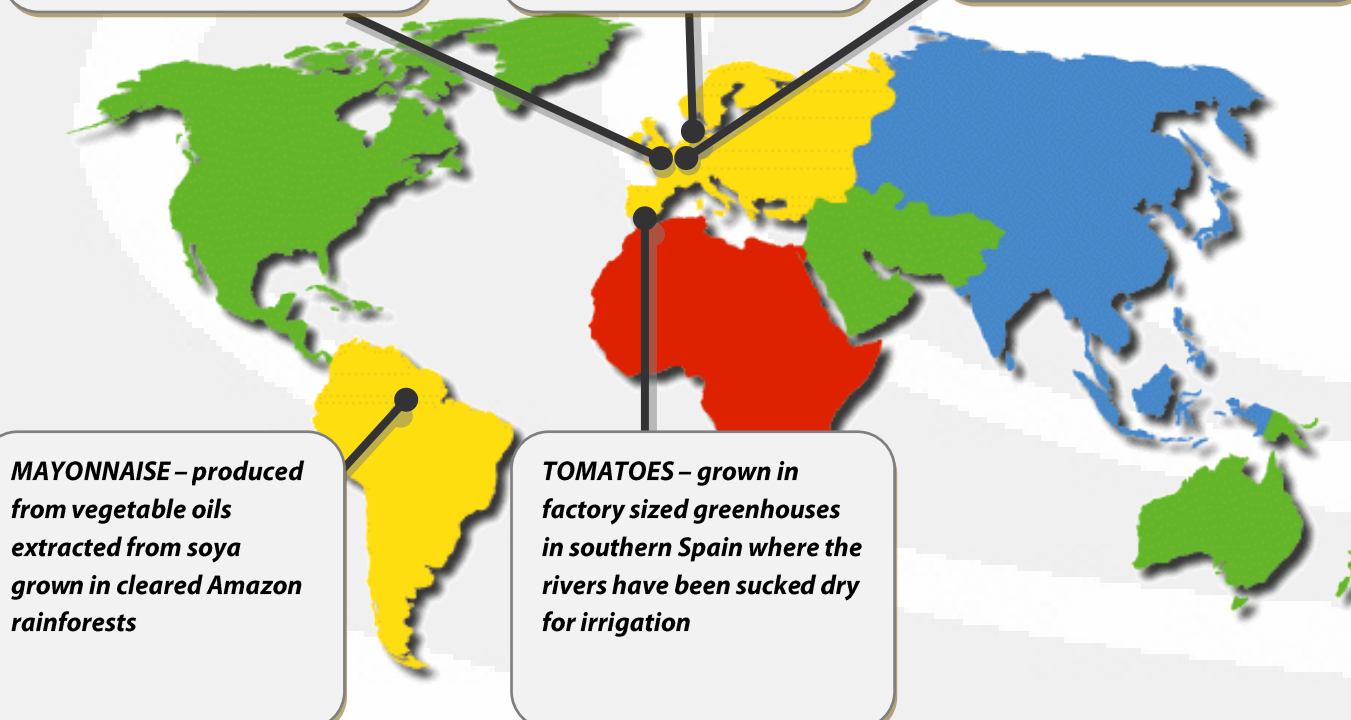 MAYONNAISE – produced
from vegetable oils
extracted from soya
grown in cleared Amazon
rainforests
TOMATOES – grown in
factory sized greenhouses
in southern Spain where the
rivers have been sucked dry
for irrigation